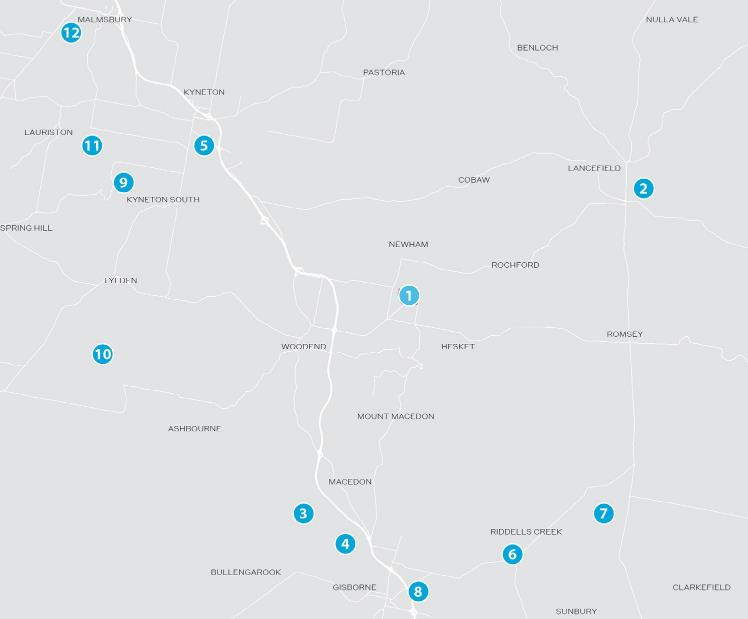 MALMSBURY
NULLA VALE
12
BENLOCH
PASTORIA
KYNETON
LAURISTON
11
5
LANCEFIELD
9
COBAW
2
KYNETON SOUTH
SPRING HILL
NEWHAM
ROCHFORD
TYLDEN
1
ROMSEY
10
WOODEND
HESKET
MOUNT MACEDON
ASHBOURNE
MACEDON
3
7
RIDDELLS CREEK
4
6
BULLENGAROOK
GISBORNE
8
CLARKEFIELD
SUNBURY